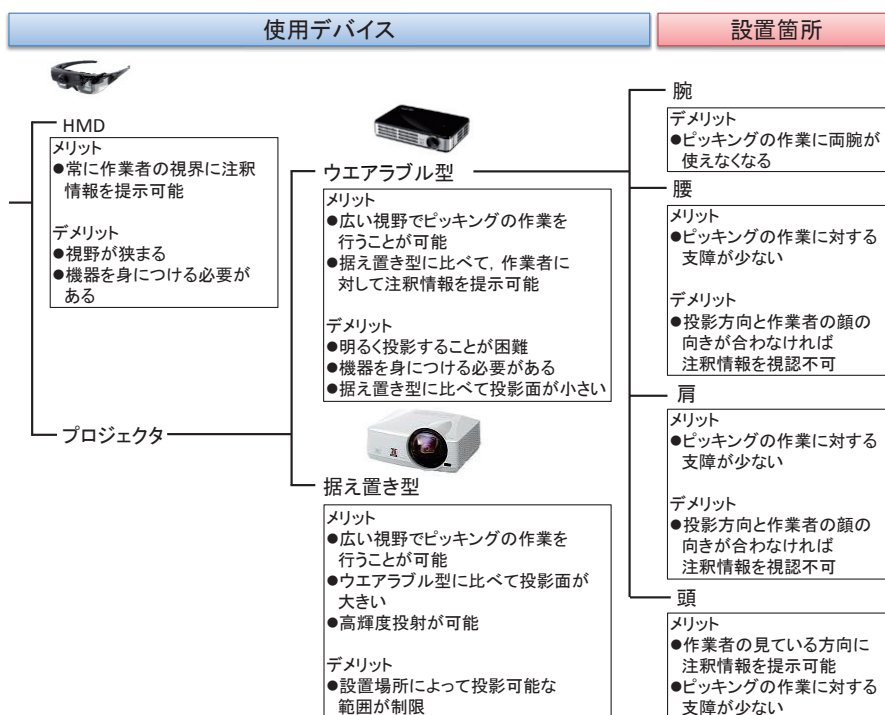 使用デバイス
設置箇所
HMD
メリット
●常に作業者の視界に注釈
情報を提示可能
デメリット
●視野が狭まる
●機器を身につける必要が
ある
プロジェクタ
ウエアラブル型
メリット
●広い視野でピッキングの作業を
行うことが可能
●据え置き型に比べて，作業者に
対して注釈情報を提示可能
デメリット
●明るく投影することが困難
●機器を身につける必要がある
●据え置き型に比べて投影面が小さい
据え置き型
メリット
●広い視野でピッキングの作業を
行うことが可能
●ウエアラブル型に比べて投影面が
大きい
●高輝度投射が可能
デメリット
●設置場所によって投影可能な
範囲が制限
腕
デメリット
●ピッキングの作業に両腕が
使えなくなる
腰
メリット
●ピッキングの作業に対する
支障が少ない
デメリット
●投影方向と作業者の顔の
向きが合わなければ
注釈情報を視認不可
肩
メリット
●ピッキングの作業に対する
支障が少ない
デメリット
●投影方向と作業者の顔の
向きが合わなければ
注釈情報を視認不可
頭
メリット
●作業者の見ている方向に
注釈情報を提示可能
●ピッキングの作業に対する
支障が少ない